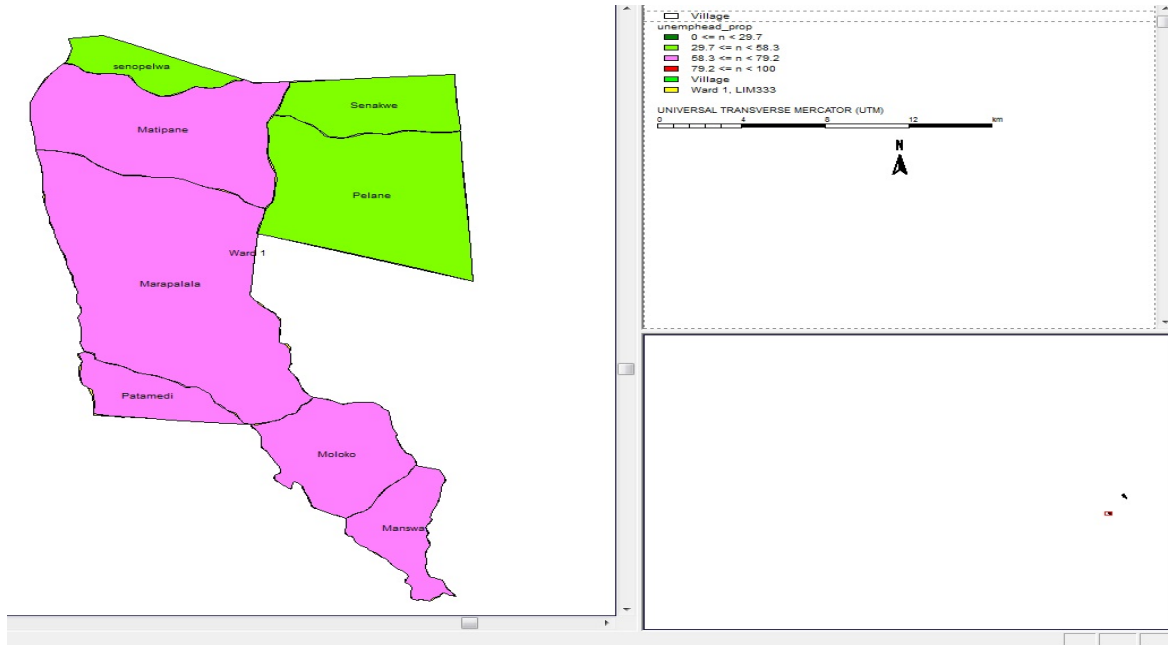 senopelwa
Matipane
Senakwe
Pelane
Ward 1
Marapalala
Patamedi
Moloko
Manswa
Village
unemphead_prop
0 <= n < 29.7
29.7 <= n < 58.3
58.3 <= n < 79.2
79.2 <= n < 100
Village
Ward 1, LIM333
UNIVERSAL TRANSVERSE MERCATOR (UTM)
0 4 8 12 km
N